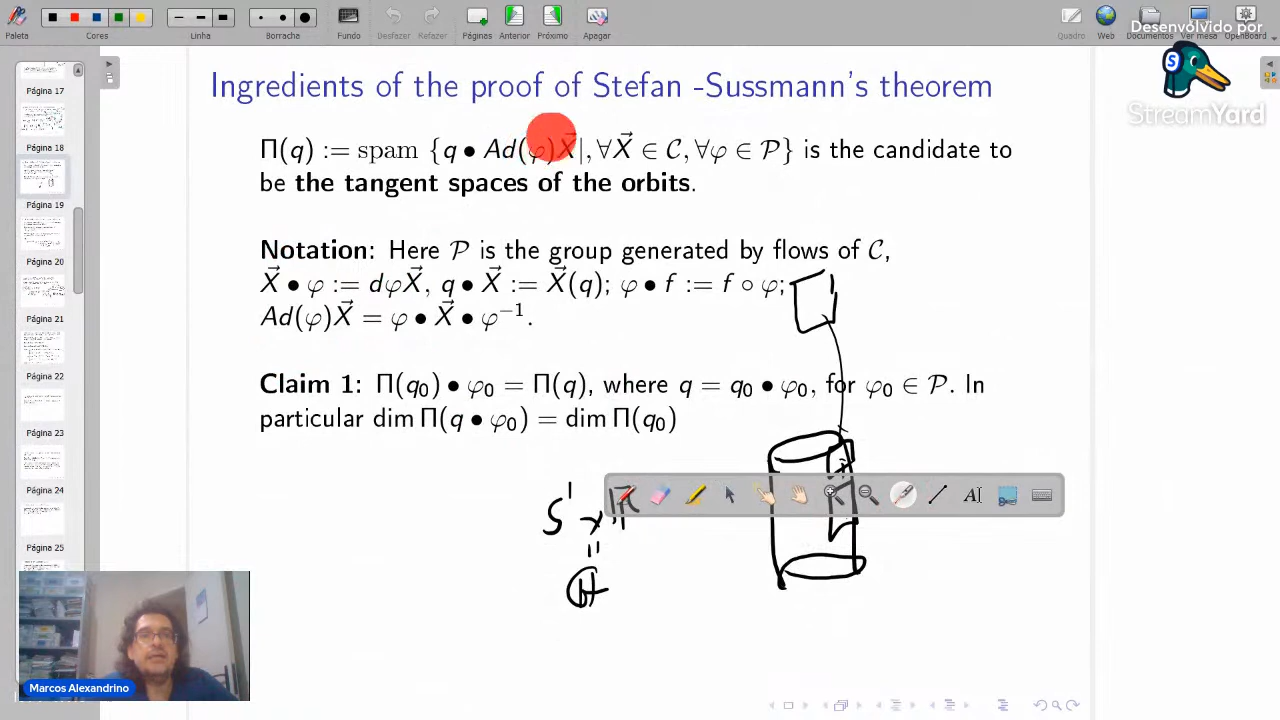 Paleta Cores Linha Borracha Fundo Desfazer Refazer Páginas Anterior Próximo Apagar Quadro Web Documentos Ver mesa OpenBoard
Desenvolvido por
StreamYard
Página 17
Página 18
Página 19
Página 20
Página 21
Página 22
Página 23
Página 24
Página 25
Ingredients of the proof of Stefan -Sussmann's theorem
Π(q) := spam {q • Ad(φ)X⃗|, ∀X⃗ ∈ 𝒞, ∀φ ∈ 𝒫} is the candidate to
be the tangent spaces of the orbits.
Notation: Here 𝒫 is the group generated by flows of 𝒞,
X⃗ • φ := dφX⃗, q • X⃗ := X⃗(q); φ • f := f ∘ φ;
Ad(φ)X⃗ = φ • X⃗ • φ⁻¹.
Claim 1: Π(q₀) • φ₀ = Π(q), where q = q₀ • φ₀, for φ₀ ∈ 𝒫. In
particular dim Π(q • φ₀) = dim Π(q₀)
S¹ × ℝ
AI
Marcos Alexandrino